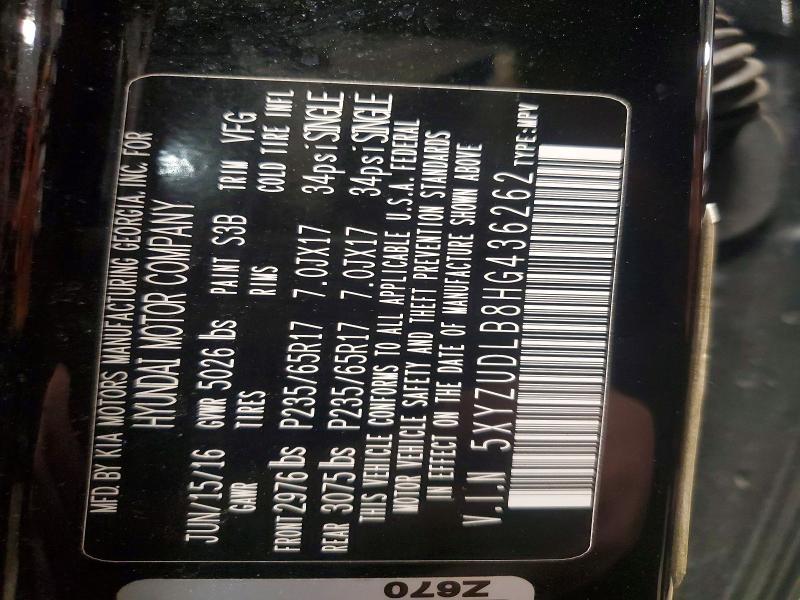 MFD. BY KIA MOTORS MANUFACTURING GEORGIA, INC. FOR
HYUNDAI MOTOR COMPANY
JUN/15/16 GVWR 5026 lbs PAINT S3B TRIM VFG
GAWR TIRES RIMS COLD TIRE INFL
FRONT 2976 lbs P235/65R17 7.0JX17 34psi SINGLE
REAR 3075 lbs P235/65R17 7.0JX17 34psi SINGLE
THIS VEHICLE CONFORMS TO ALL APPLICABLE U.S.A. FEDERAL
MOTOR VEHICLE SAFETY AND THEFT PREVENTION STANDARDS
IN EFFECT ON THE DATE OF MANUFACTURE SHOWN ABOVE
V.I.N 5XYZUDLB8HG436262 TYPE:MPV
Z670